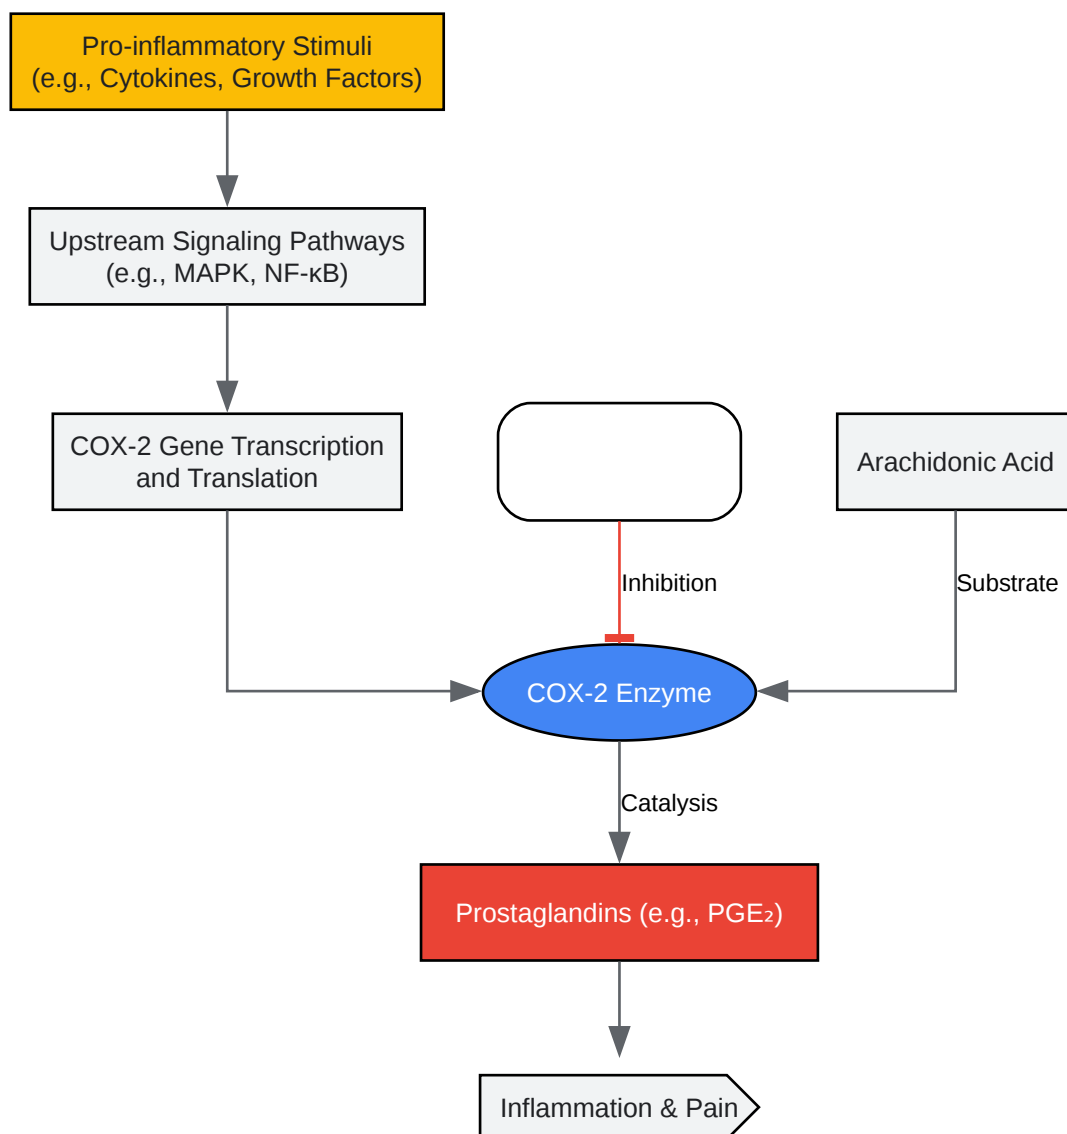 Pro-inflammatory Stimuli
(e.g., Cytokines, Growth Factors)
Upstream Signaling Pathways
(e.g., MAPK, NF-κB)
COX-2 Gene Transcription
and Translation
Arachidonic Acid
Inhibition
Substrate
COX-2 Enzyme
Catalysis
Prostaglandins (e.g., PGE₂)
Inflammation & Pain